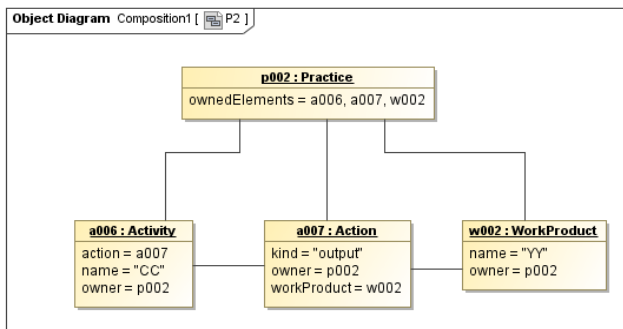 Object Diagram Composition1 [ P2 ]
p002 : Practice
ownedElements = a006, a007, w002
a006 : Activity
action = a007
name = "CC"
owner = p002
a007 : Action
kind = "output"
owner = p002
workProduct = w002
w002 : WorkProduct
name = "YY"
owner = p002